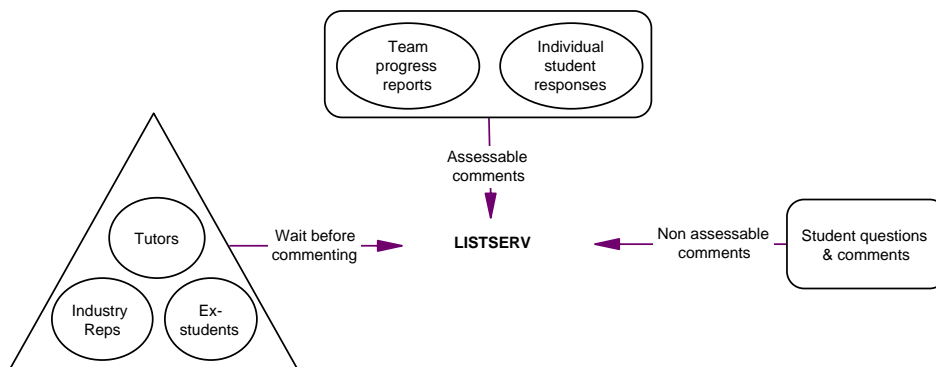 Team
progress
reports
Individual
student
responses
Assessable
comments
Tutors
Industry
Reps
Ex-
students
Wait before
commenting
LISTSERV
Non assessable
comments
Student questions
& comments